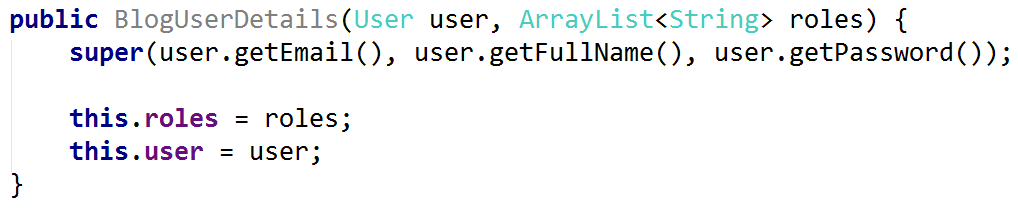 public BlogUserDetails(User user, ArrayList<String> roles) {
super(user.getEmail(), user.getFullName(), user.getPassword());
this.roles = roles;
this.user = user;
}